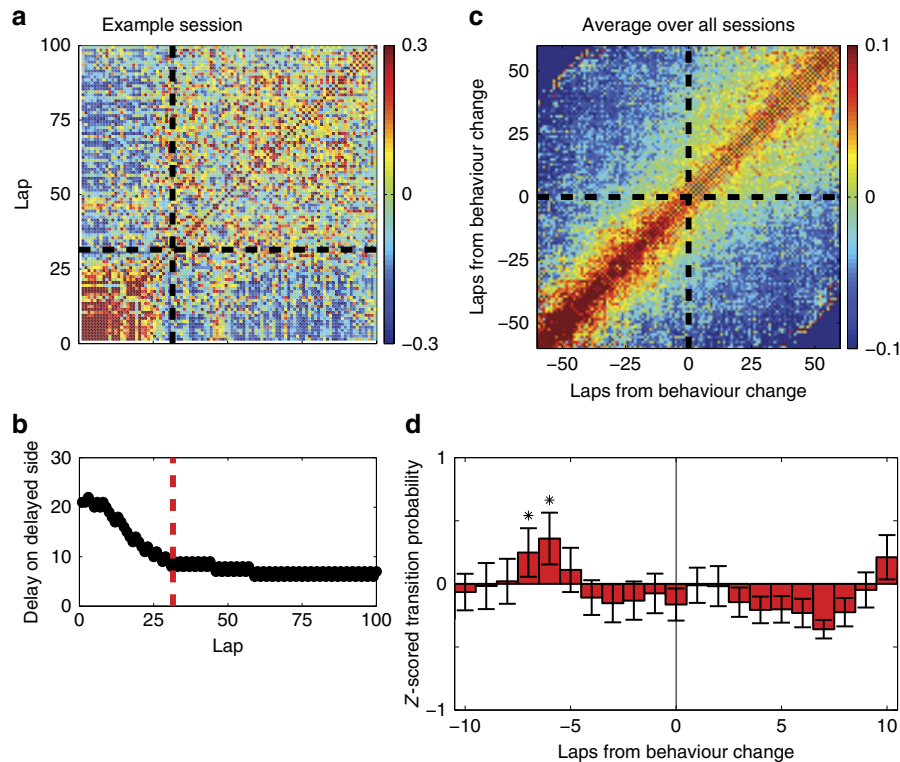 a
Example session
100
75
50
25
0
Lap
0.3
0
−0.3
c
Average over all sessions
50
25
0
−25
−50
Laps from behaviour change
−50 −25 0 25 50
Laps from behaviour change
0.1
0
−0.1
b
30
20
10
0
Delay on delayed side
0 25 50 75 100
Lap
d
1
0
−1
Z-scored transition probability
* *
−10 −5 0 5 10
Laps from behaviour change